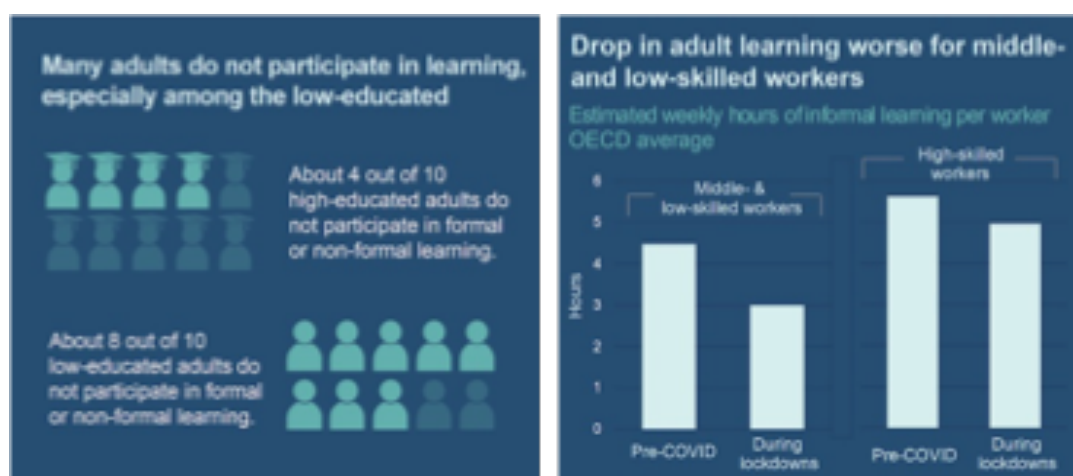 Many adults do not participate in learning,
especially among the low-educated
About 4 out of 10
high-educated adults do
not participate in formal
or non-formal learning.
About 8 out of 10
low-educated adults do
not participate in formal
or non-formal learning.
Drop in adult learning worse for middle-
and low-skilled workers
Estimated weekly hours of informal learning per worker
OECD average
High-skilled
workers
Middle- &
low-skilled workers
Hours
6
5
4
3
2
1
0
Pre-COVID
During
lockdowns
Pre-COVID
During
lockdowns